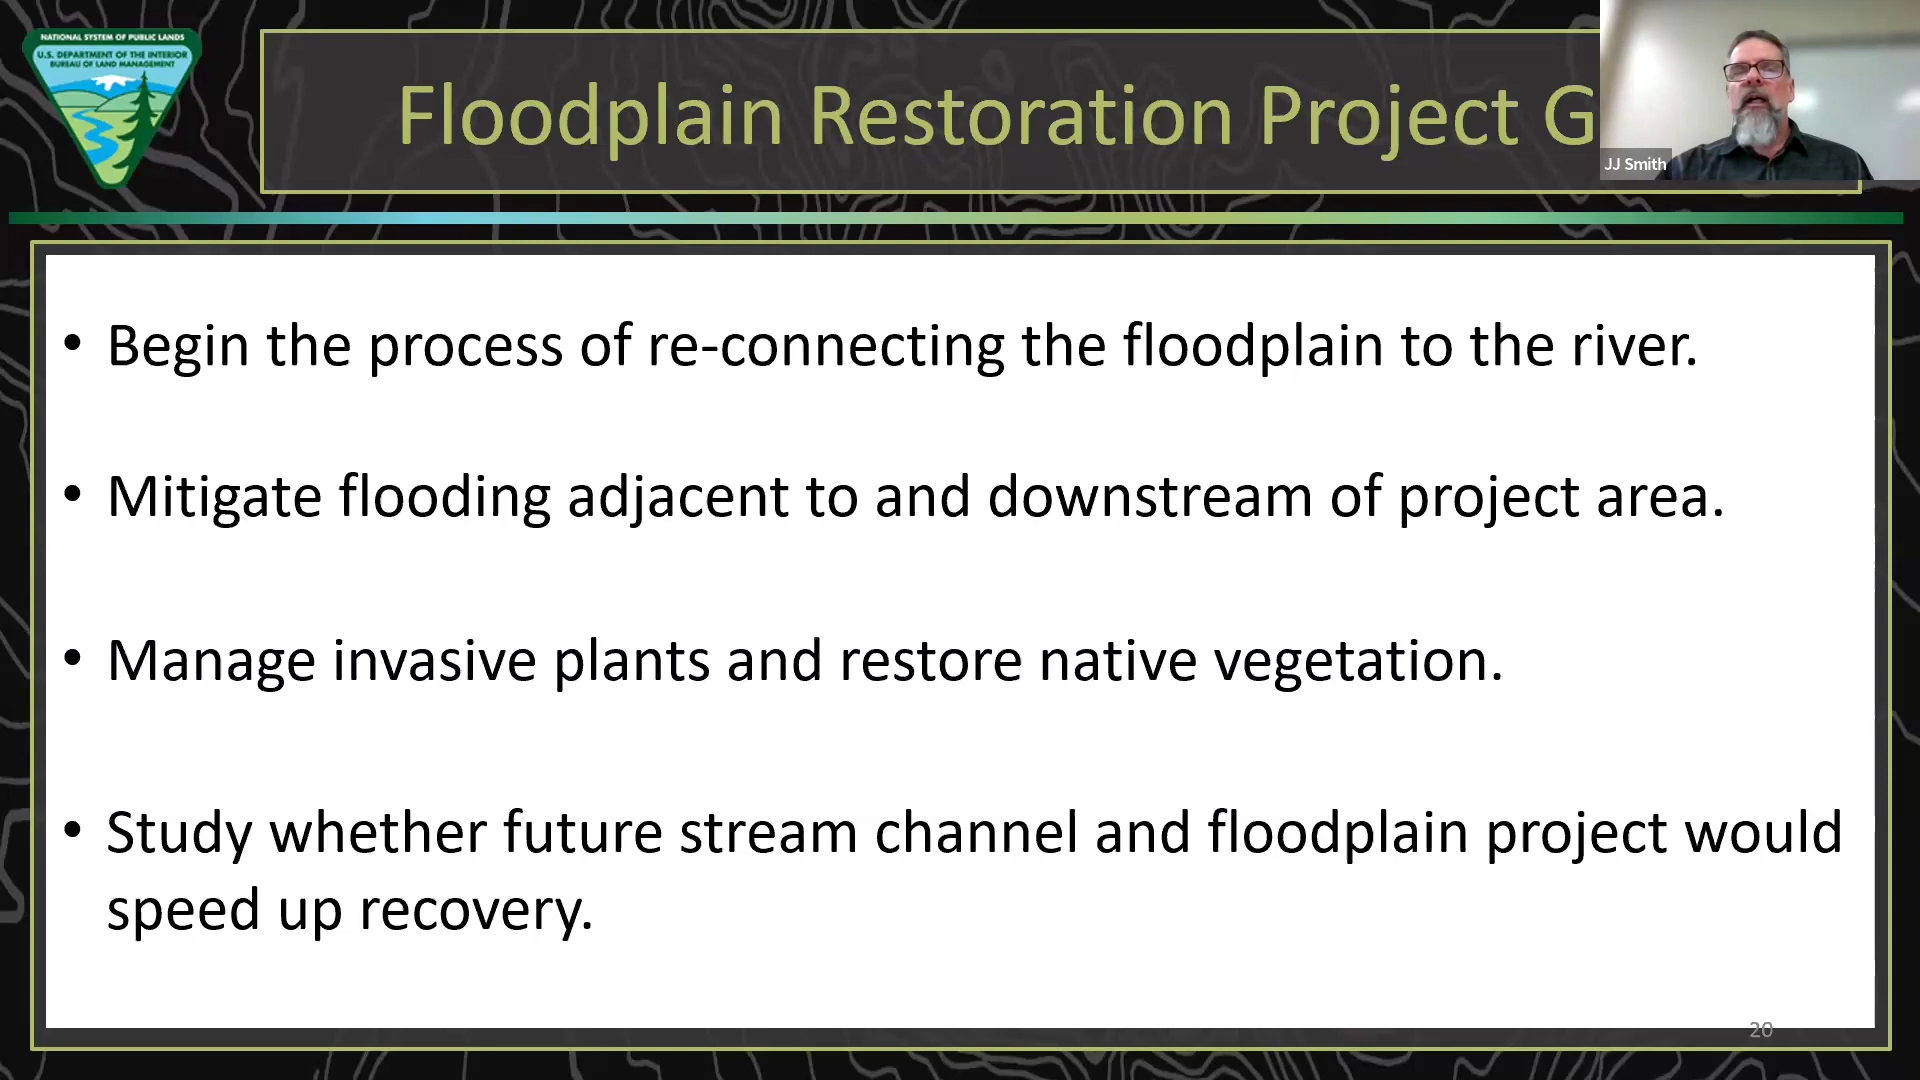 NATIONAL SYSTEM OF PUBLIC LANDS
U.S. DEPARTMENT OF THE INTERIOR
BUREAU OF LAND MANAGEMENT
Floodplain Restoration Project G
JJ Smith
• Begin the process of re-connecting the floodplain to the river.
• Mitigate flooding adjacent to and downstream of project area.
• Manage invasive plants and restore native vegetation.
• Study whether future stream channel and floodplain project would
speed up recovery.
20